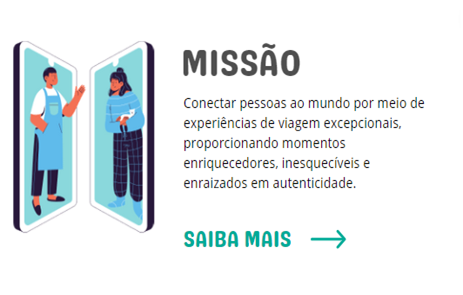 MISSÃO
Conectar pessoas ao mundo por meio de
experiências de viagem excepcionais,
proporcionando momentos
enriquecedores, inesquecíveis e
enraizados em autenticidade.
SAIBA MAIS